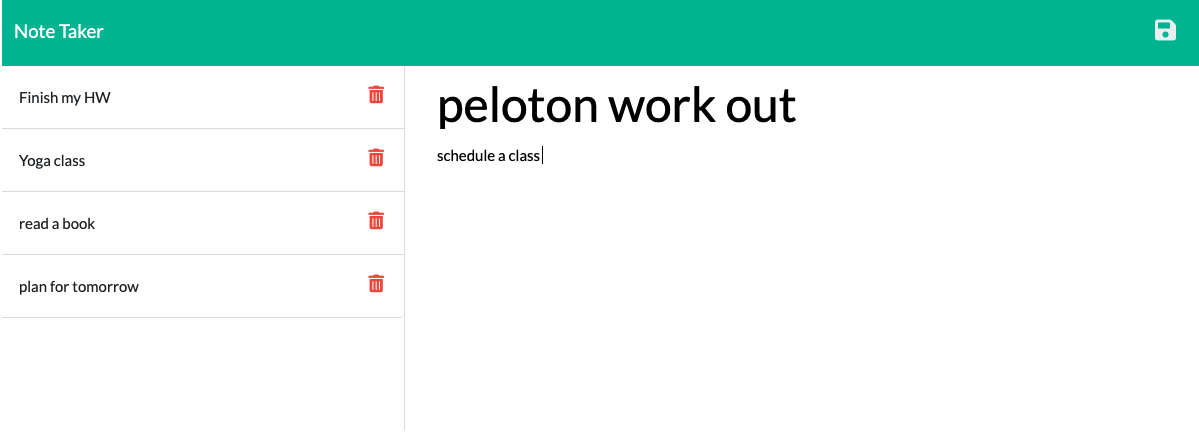 Note Taker
Finish my HW
Yoga class
read a book
plan for tomorrow
peloton work out
schedule a class